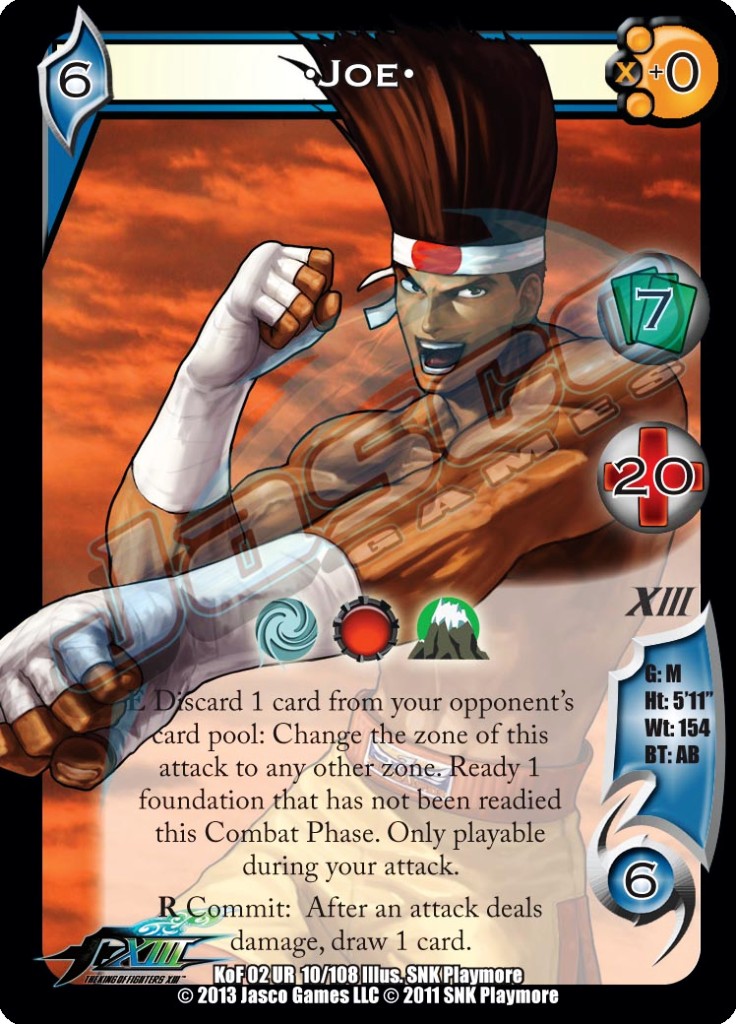 6
•JOE•
X +0
7
20
JASCO
GAMES
XIII
G: M
Ht: 5'11"
Wt: 154
BT: AB
E Discard 1 card from your opponent's
card pool: Change the zone of this
attack to any other zone. Ready 1
foundation that has not been readied
this Combat Phase. Only playable
during your attack.
6
R Commit: After an attack deals
damage, draw 1 card.
XIII
THE KING OF FIGHTERS XIII™
KoF 02 UR 10/108 Illus. SNK Playmore
© 2013 Jasco Games LLC © 2011 SNK Playmore